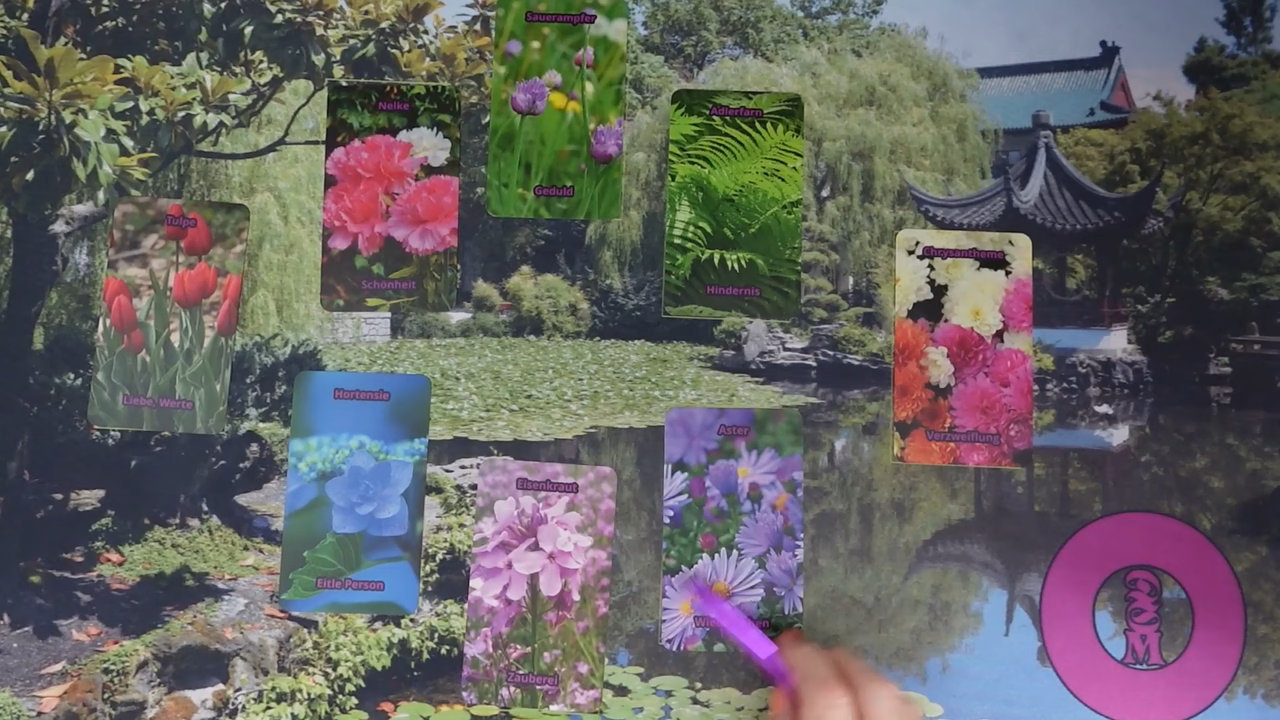 Sauerampfer
Geduld
Nelke
Schönheit
Adlerfarn
Hindernis
Tulpe
Liebe, Werte
Chrysantheme
Verzweiflung
Hortensie
Eitle Person
Aster
Eisenkraut
Zauberei